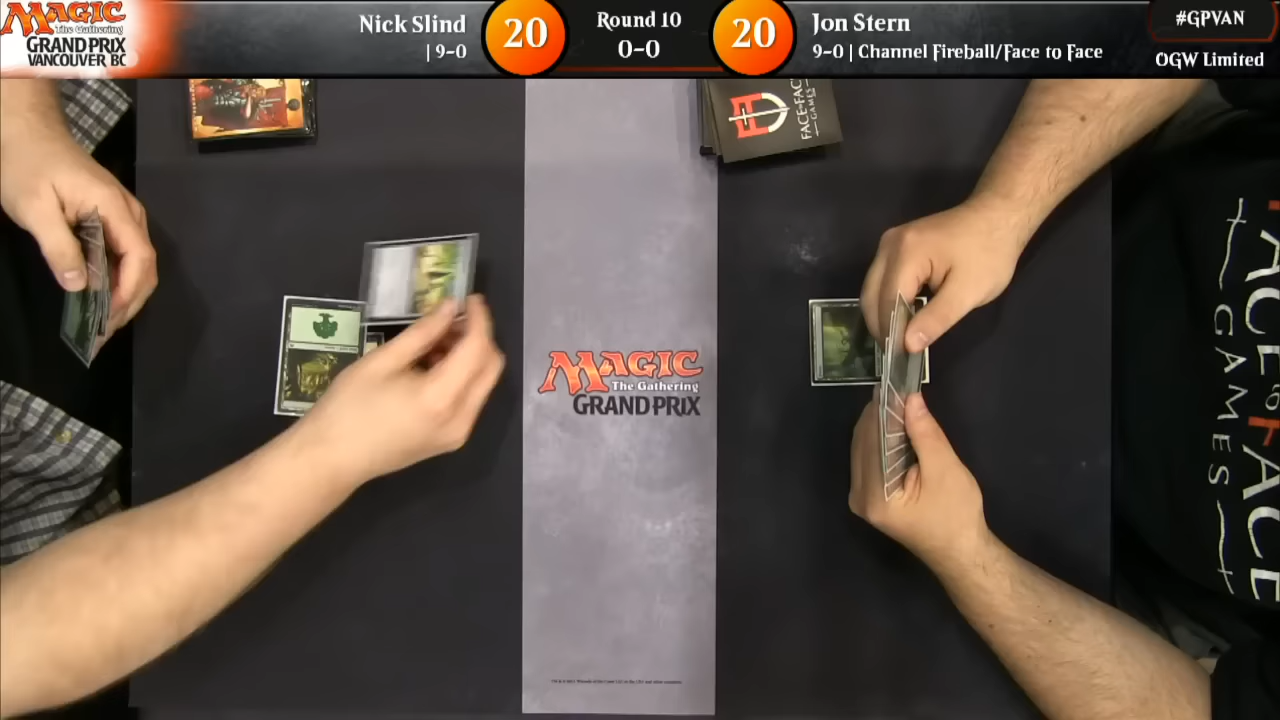 MAGIC
The Gathering
GRAND PRIX
VANCOUVER BC
Nick Slind
| 9-0
20
Round 10
0-0
20
Jon Stern
9-0 | Channel Fireball/Face to Face
#GPVAN
OGW Limited
FACE TO FACE
GAMES
MAGIC
The Gathering
GRAND PRIX
FACE TO FACE
GAMES